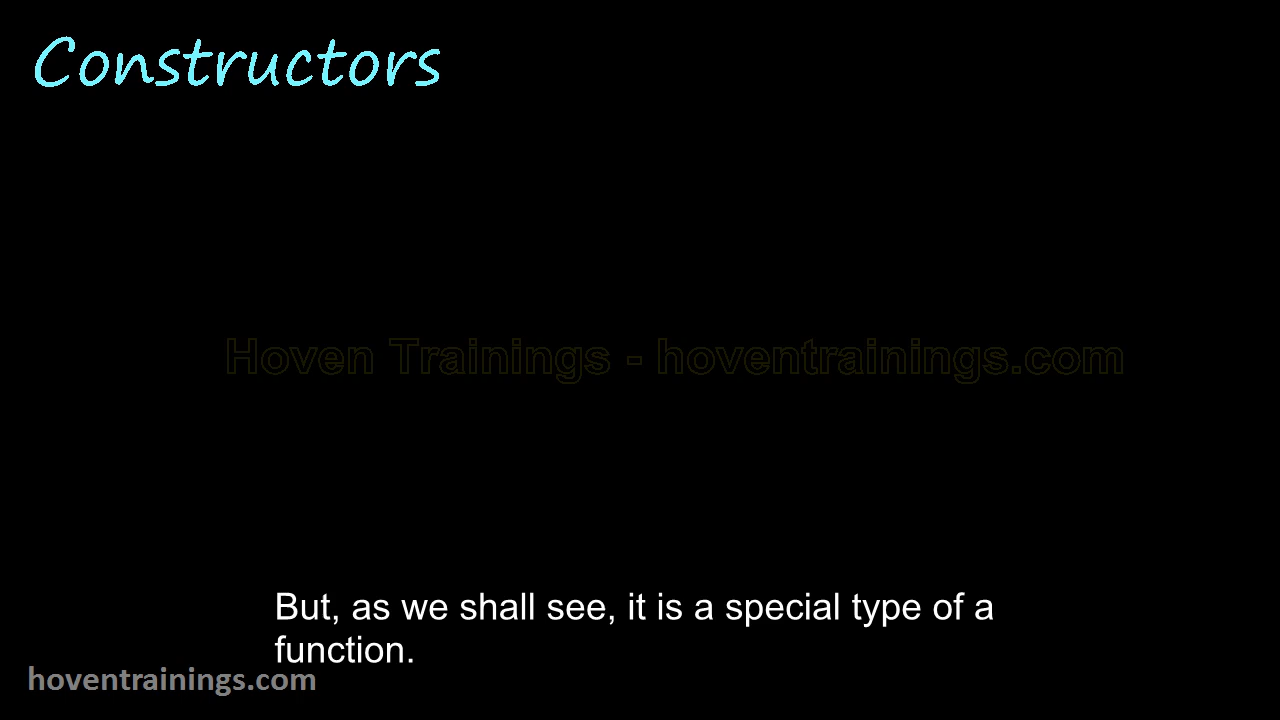 Constructors
Hoven Trainings - hoventrainings.com
But, as we shall see, it is a special type of a
function.
hoventrainings.com